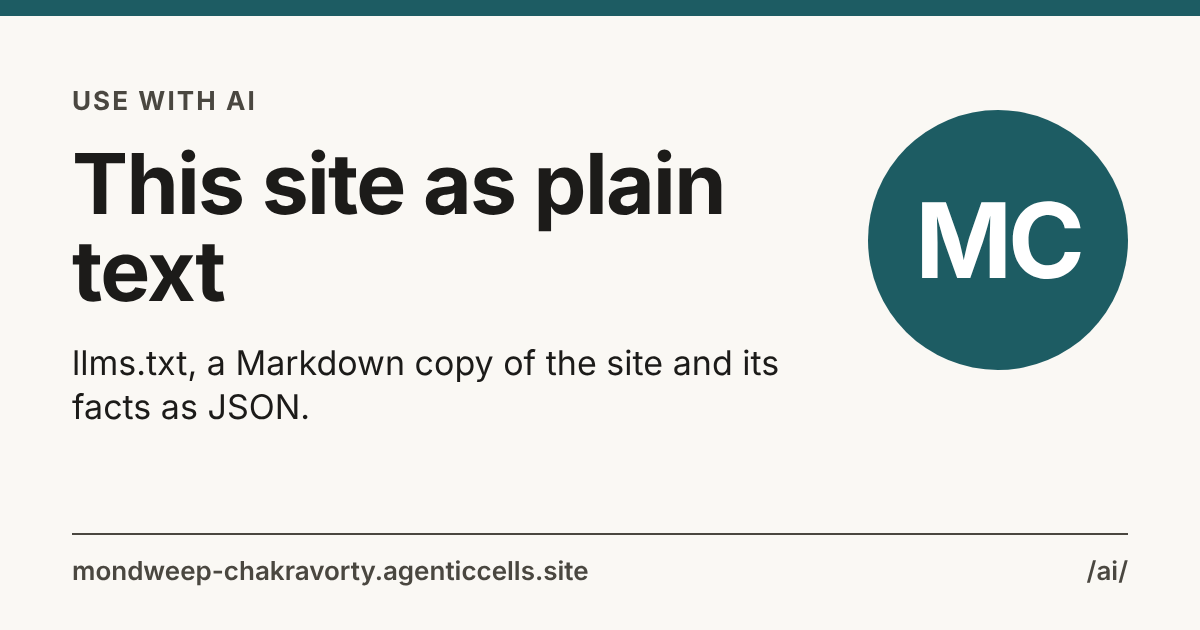 USE WITH AI
This site as plain
text
llms.txt, a Markdown copy of the site and its
facts as JSON.
MC
mondweep-chakravorty.agenticcells.site
/ai/